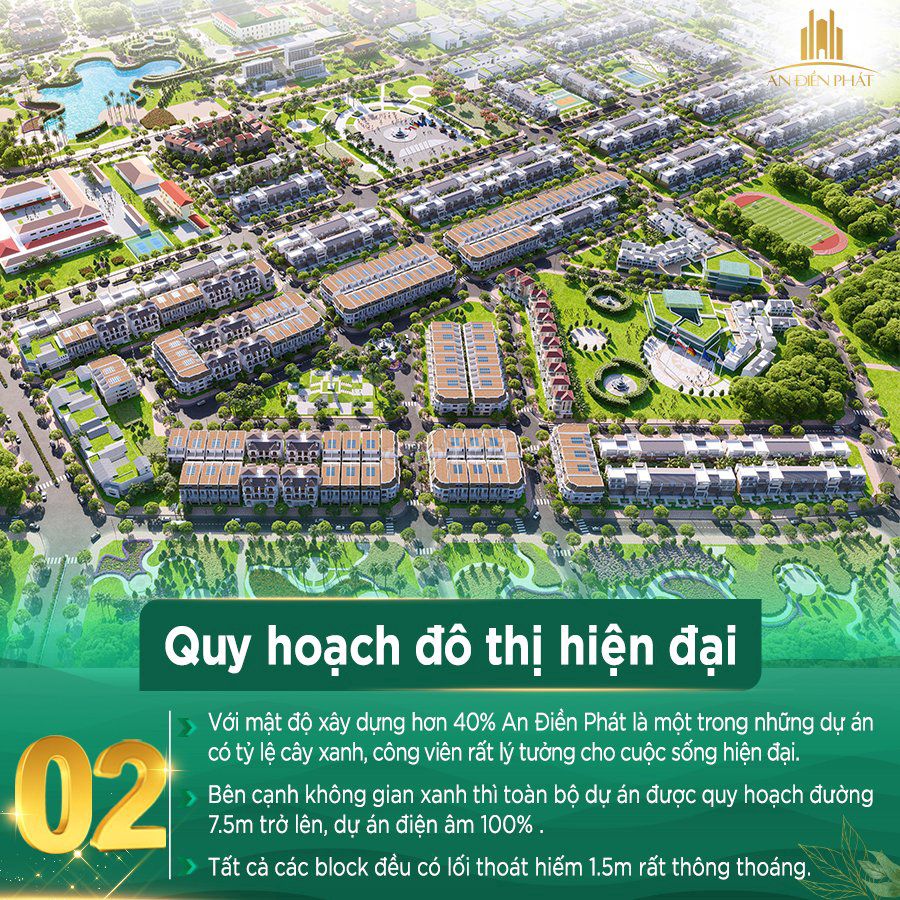 AN ĐIỀN PHÁT
Quy hoạch đô thị hiện đại
02
Với mật độ xây dựng hơn 40% An Điền Phát là một trong những dự án
có tỷ lệ cây xanh, công viên rất lý tưởng cho cuộc sống hiện đại.
Bên cạnh không gian xanh thì toàn bộ dự án được quy hoạch đường
7.5m trở lên, dự án điện âm 100% .
Tất cả các block đều có lối thoát hiếm 1.5m rất thông thoáng.